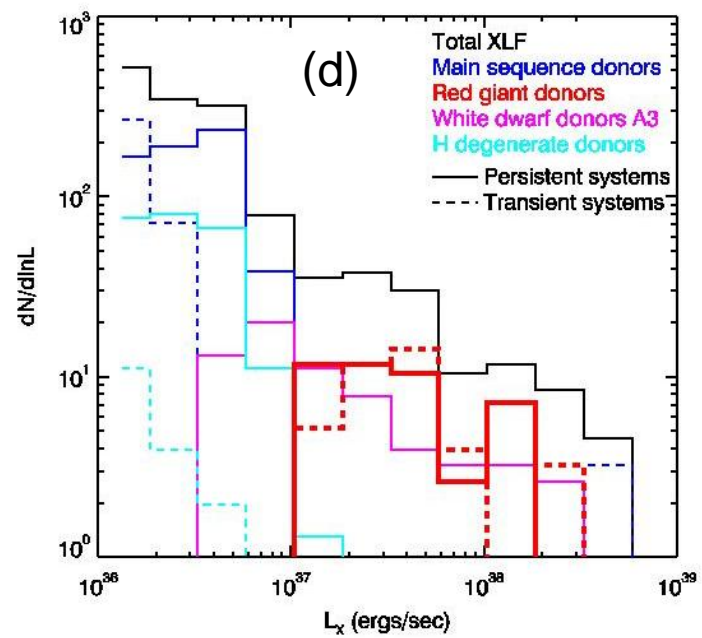 (d)
Total XLF
Main sequence donors
Red giant donors
White dwarf donors A3
H degenerate donors
Persistent systems
Transient systems
10³
10²
10¹
10⁰
dN/dlnL
10³⁶ 10³⁷ 10³⁸ 10³⁹
Lₓ (ergs/sec)